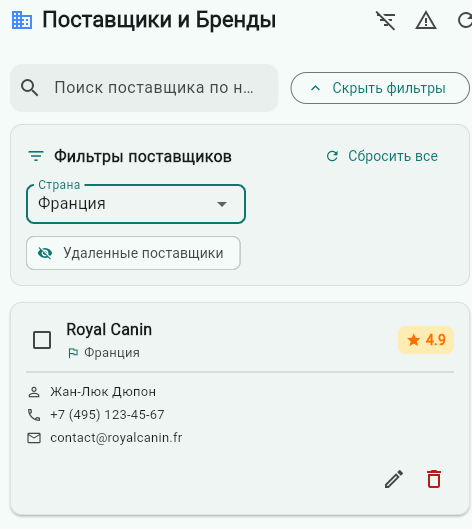 Поставщики и Бренды
Поиск поставщика по н...
Скрыть фильтры
Фильтры поставщиков
Сбросить все
Страна
Франция
Удаленные поставщики
Royal Canin
Франция
4.9
Жан-Люк Дюпон
+7 (495) 123-45-67
contact@royalcanin.fr